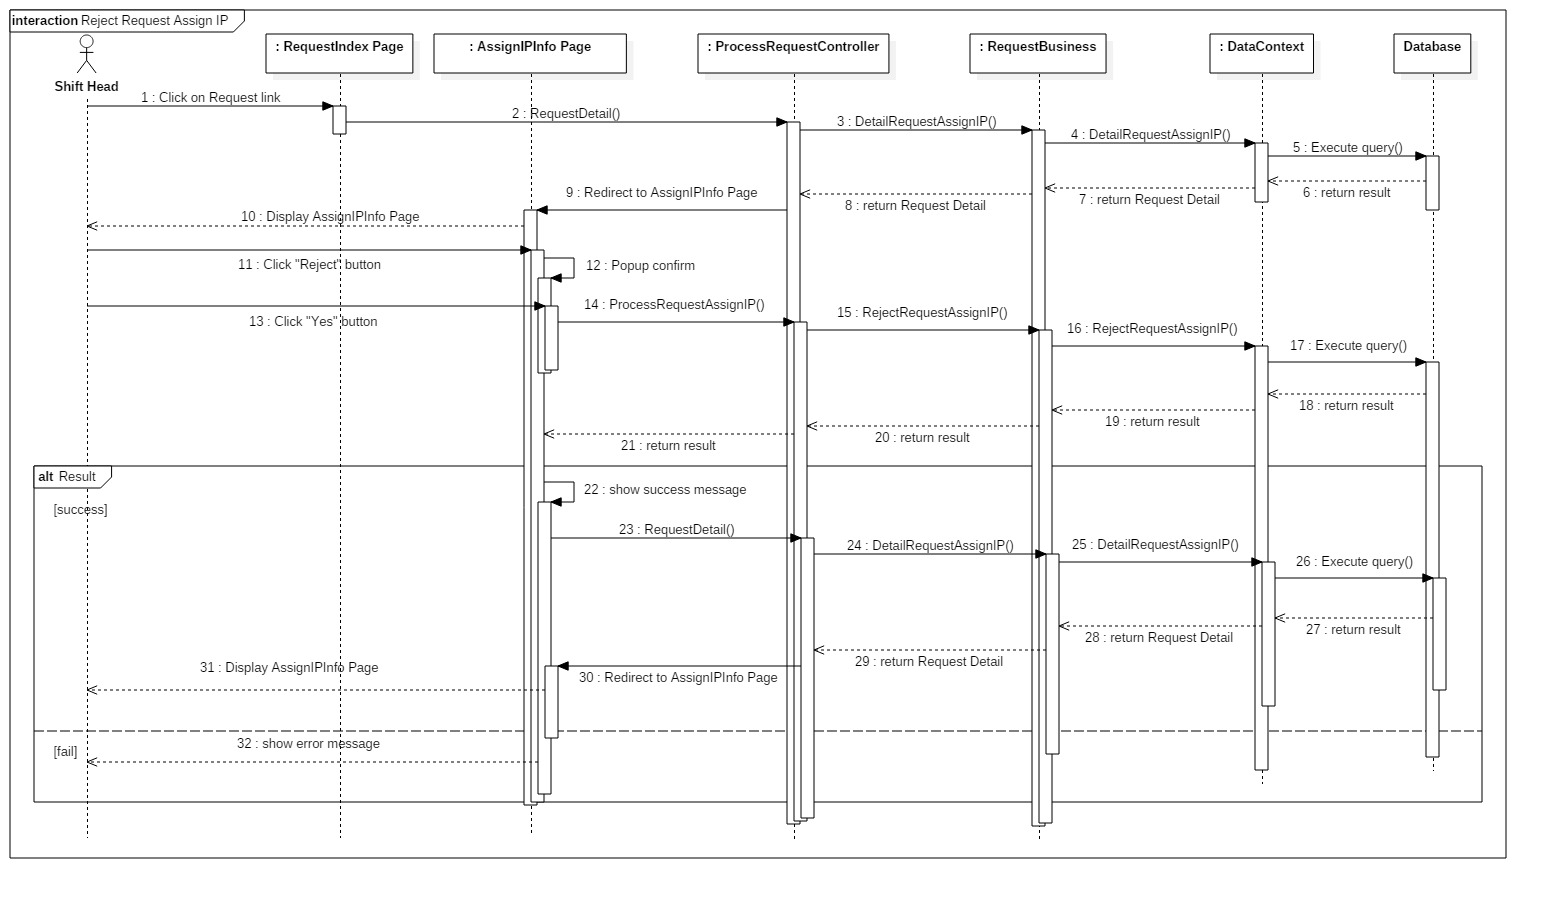 interaction Reject Request Assign IP
Shift Head
: RequestIndex Page
: AssignIPInfo Page
: ProcessRequestController
: RequestBusiness
: DataContext
Database
1 : Click on Request link
2 : RequestDetail()
3 : DetailRequestAssignIP()
4 : DetailRequestAssignIP()
5 : Execute query()
6 : return result
7 : return Request Detail
8 : return Request Detail
9 : Redirect to AssignIPInfo Page
10 : Display AssignIPInfo Page
11 : Click "Reject" button
12 : Popup confirm
13 : Click "Yes" button
14 : ProcessRequestAssignIP()
15 : RejectRequestAssignIP()
16 : RejectRequestAssignIP()
17 : Execute query()
18 : return result
19 : return result
20 : return result
21 : return result
alt Result
[success]
22 : show success message
23 : RequestDetail()
24 : DetailRequestAssignIP()
25 : DetailRequestAssignIP()
26 : Execute query()
27 : return result
28 : return Request Detail
29 : return Request Detail
30 : Redirect to AssignIPInfo Page
31 : Display AssignIPInfo Page
[fail]
32 : show error message